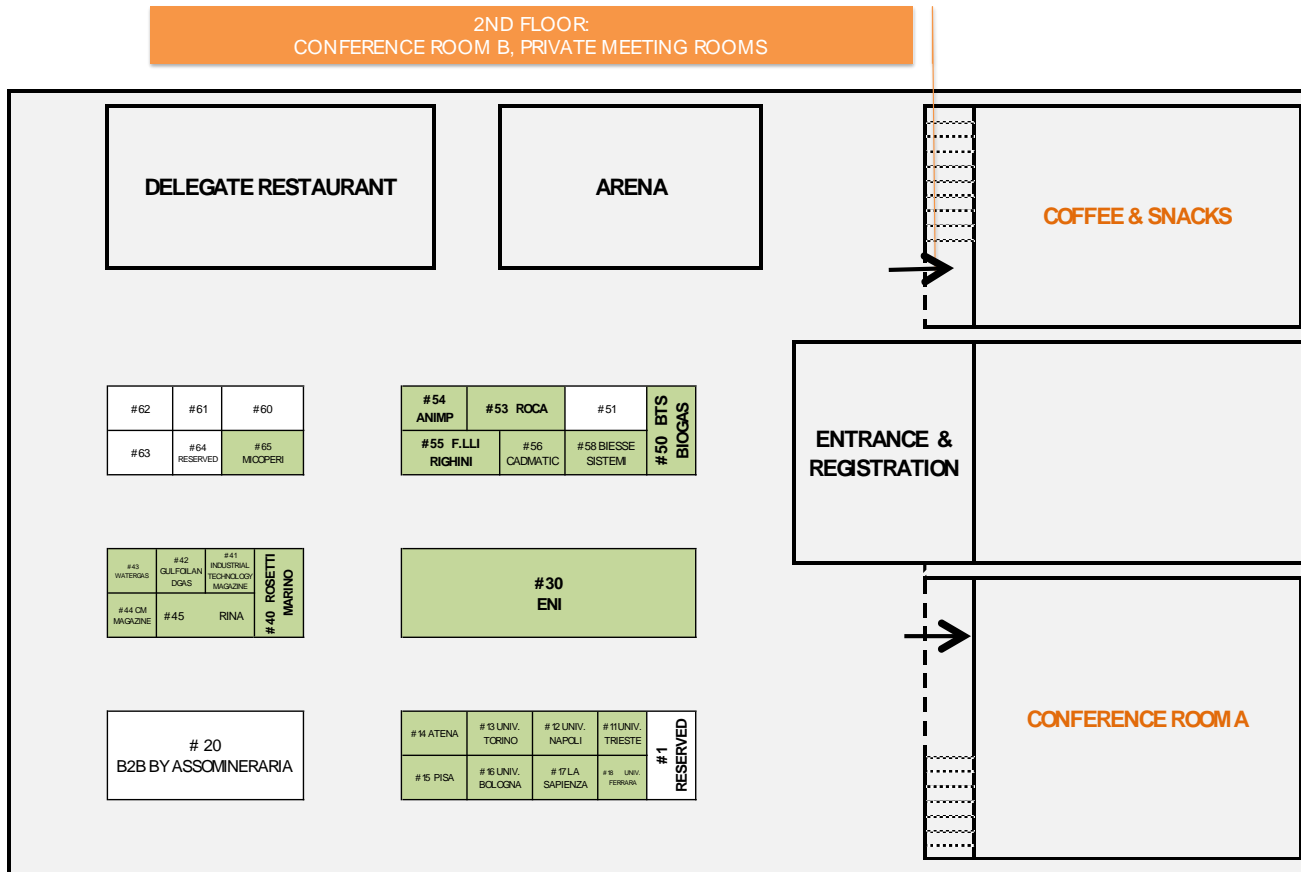 2ND FLOOR:
CONFERENCE ROOM B, PRIVATE MEETING ROOMS
DELEGATE RESTAURANT
ARENA
COFFEE & SNACKS
#62
#61
#60
#63
#64
RESERVED
#65
MICOPERI
#54
ANIMP
#53 ROCA
#51
#50 BTS
BIOGAS
#55 F.LLI
RIGHINI
#56
CADMATIC
#58 BIESSE
SISTEMI
ENTRANCE &
REGISTRATION
#43
WATERGAS
#42
GULFOILAN
DGAS
#41
INDUSTRIAL
TECHNOLOGY
MAGAZINE
#40 ROSETTI
MARINO
#44 CM
MAGAZINE
#45 RINA
#30
ENI
# 20
B2B BY ASSOMINERARIA
#14 ATENA
#13 UNIV.
TORINO
#12 UNIV.
NAPOLI
#11 UNIV.
TRIESTE
#1
RESERVED
#15 PISA
#16 UNIV.
BOLOGNA
#17 LA
SAPIENZA
#18 UNIV.
FERRARA
CONFERENCE ROOM A